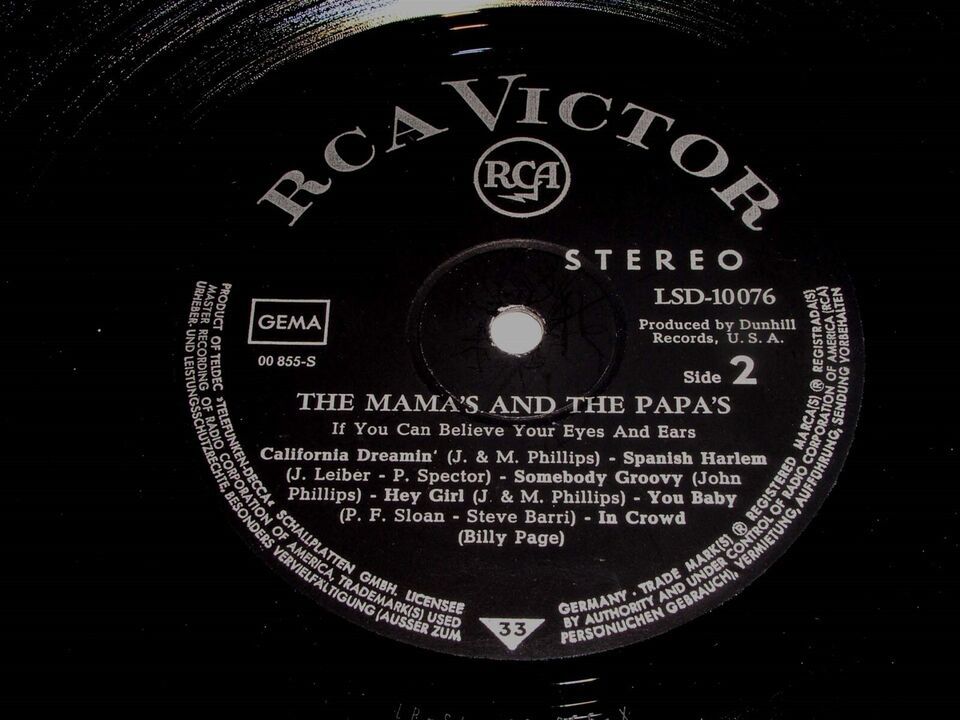 RCA VICTOR
RCA
STEREO
LSD-10076
GEMA
Produced by Dunhill
Records, U. S. A.
00 855-S
Side 2
THE MAMA'S AND THE PAPA'S
If You Can Believe Your Eyes And Ears
California Dreamin' (J. & M. Phillips) - Spanish Harlem
(J. Leiber - P. Spector) - Somebody Groovy (John
Phillips) - Hey Girl (J. & M. Phillips) - You Baby
(P. F. Sloan - Steve Barri) - In Crowd
(Billy Page)
PRODUCT OF TELDEC »TELEFUNKEN-DECCA« SCHALLPLATTEN GMBH. LICENSEE
MASTER RECORDING OF RADIO CORPORATION OF AMERICA, TRADEMARK(S) USED
URHEBER- UND LEISTUNGSSCHUTZRECHTE, BESONDERS VERVIELFÄLTIGUNG (AUSSER ZUM
33
GERMANY · TRADE MARK(S) ® REGISTERED MARCA(S) ® REGISTRADA(S)
BY AUTHORITY AND UNDER CONTROL OF RADIO CORPORATION OF AMERICA (RCA)
PERSÖNLICHEN GEBRAUCH), VERMIETUNG, AUFFÜHRUNG, SENDUNG VORBEHALTEN